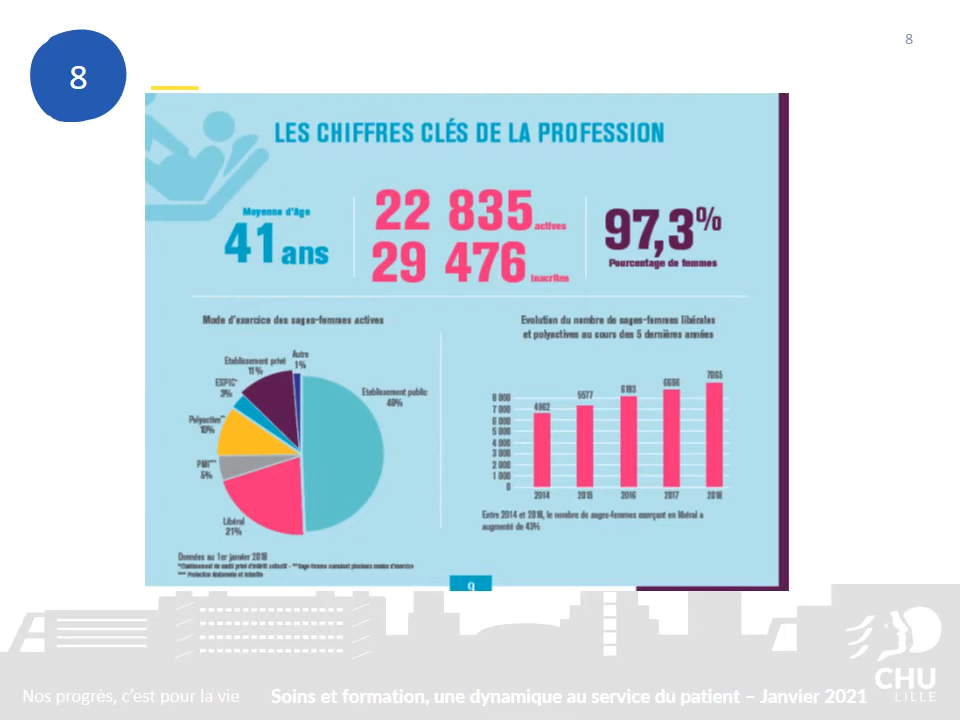 8
8
LES CHIFFRES CLÉS DE LA PROFESSION
Moyenne d'âge
41 ans
22 835 actives
29 476 Inscrites
97,3%
Pourcentage de femmes
Mode d'exercice des sages-femmes actives
Autre
1%
Etablissement privé
11%
ESPIC*
3%
Polyactive**
10%
PMI***
5%
Libéral
21%
Etablissement public
49%
Données au 1er janvier 2018
*Etablissement de santé privé d'intérêt collectif - **Sage-femme cumulant plusieurs modes d'exercice
*** Protection Maternelle et Infantile
Evolution du nombre de sages-femmes libérales
et polyactives au cours des 5 dernières années
8 000
7 000
6 000
5 000
4 000
3 000
2 000
1 000
0
4962
5577
6193
6666
7065
2014
2015
2016
2017
2018
Entre 2014 et 2018, le nombre de sages-femmes exerçant en libéral a
augmenté de 43%
9
Nos progrès, c'est pour la vie
Soins et formation, une dynamique au service du patient – Janvier 2021
CHU
LILLE